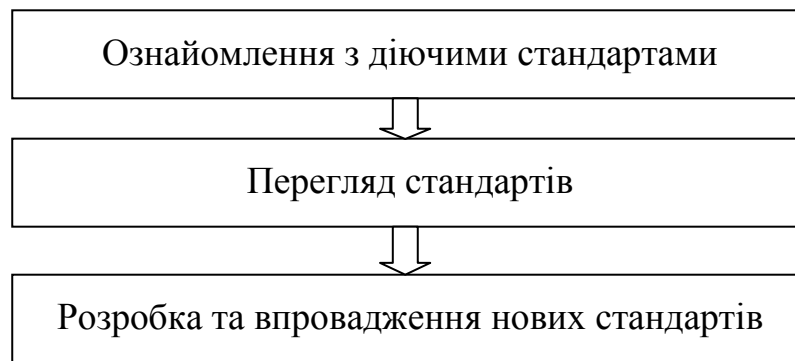 Ознайомлення з діючими стандартами
Перегляд стандартів
Розробка та впровадження нових стандартів